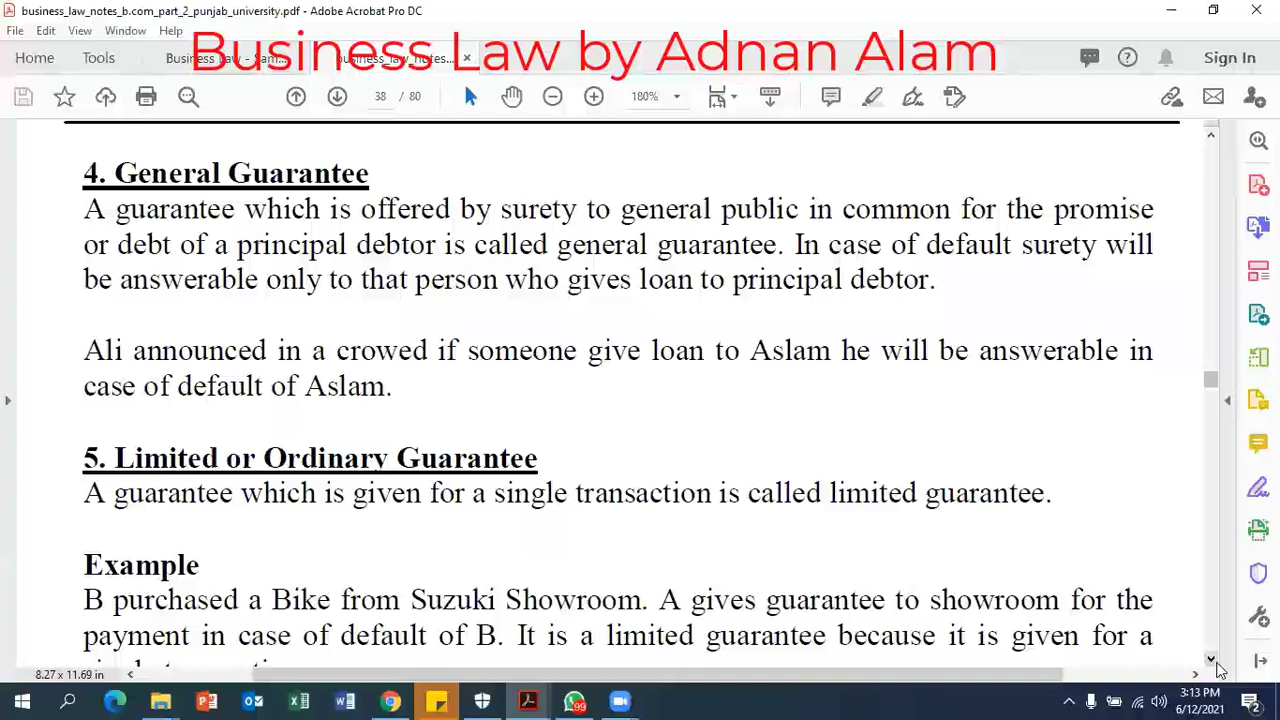 business_law_notes_b.com_part_2_punjab_university.pdf - Adobe Acrobat Pro DC
File Edit View Window Help
Business Law by Adnan Alam
Home Tools Business Law - Sam... business_law_notes... ×
Sign In
38 / 80
180%
4. General Guarantee
A guarantee which is offered by surety to general public in common for the promise
or debt of a principal debtor is called general guarantee. In case of default surety will
be answerable only to that person who gives loan to principal debtor.
Ali announced in a crowed if someone give loan to Aslam he will be answerable in
case of default of Aslam.
5. Limited or Ordinary Guarantee
A guarantee which is given for a single transaction is called limited guarantee.
Example
B purchased a Bike from Suzuki Showroom. A gives guarantee to showroom for the
payment in case of default of B. It is a limited guarantee because it is given for a
8.27 x 11.69 in
99
3:13 PM
6/12/2021
2